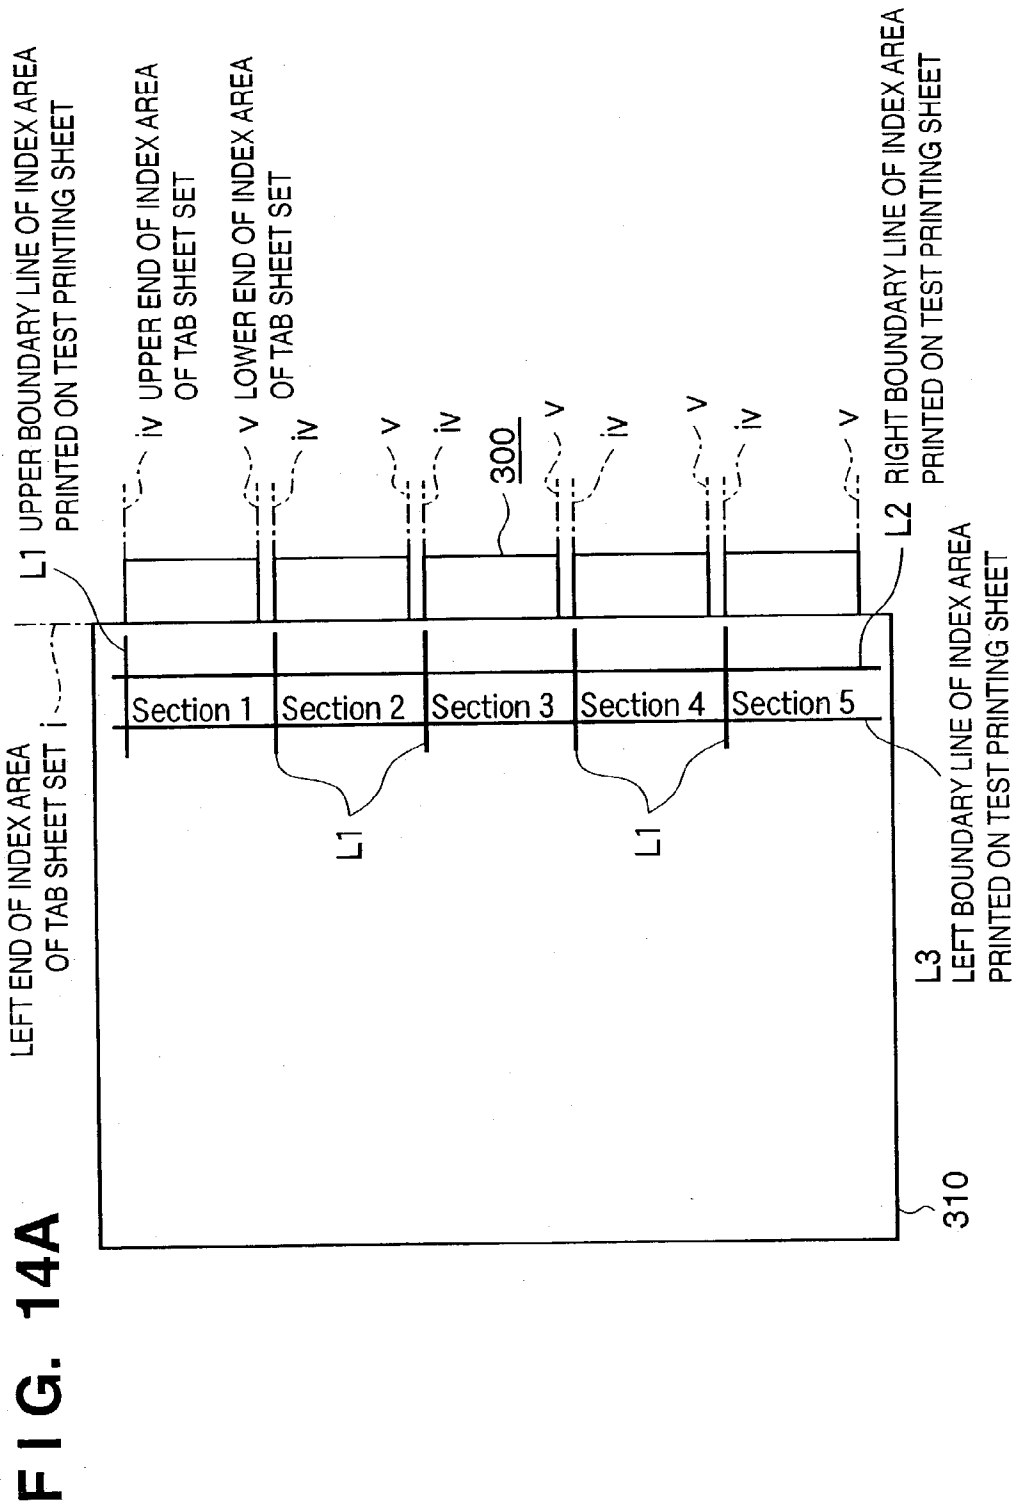 FIG. 14A
LEFT END OF INDEX AREA
OF TAB SHEET SET
i
L1 UPPER BOUNDARY LINE OF INDEX AREA
PRINTED ON TEST PRINTING SHEET
iv UPPER END OF INDEX AREA
OF TAB SHEET SET
v LOWER END OF INDEX AREA
OF TAB SHEET SET
iv
v
iv
300
v
iv
v
iv
v
Section 1
Section 2
Section 3
Section 4
Section 5
L1
L1
L2 RIGHT BOUNDARY LINE OF INDEX AREA
PRINTED ON TEST PRINTING SHEET
L3
LEFT BOUNDARY LINE OF INDEX AREA
PRINTED ON TEST PRINTING SHEET
310